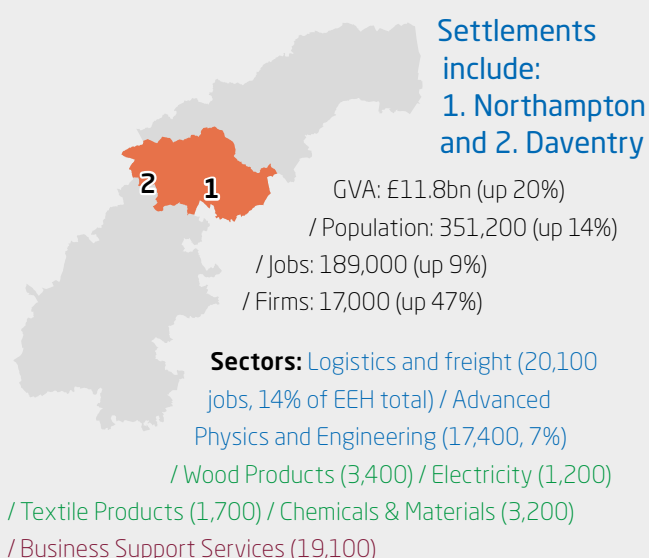 Settlements
include:
1. Northampton
and 2. Daventry
2
1
GVA: £11.8bn (up 20%)
/ Population: 351,200 (up 14%)
/ Jobs: 189,000 (up 9%)
/ Firms: 17,000 (up 47%)
Sectors: Logistics and freight (20,100
jobs, 14% of EEH total) / Advanced
Physics and Engineering (17,400, 7%)
/ Wood Products (3,400) / Electricity (1,200)
/ Textile Products (1,700) / Chemicals & Materials (3,200)
/ Business Support Services (19,100)